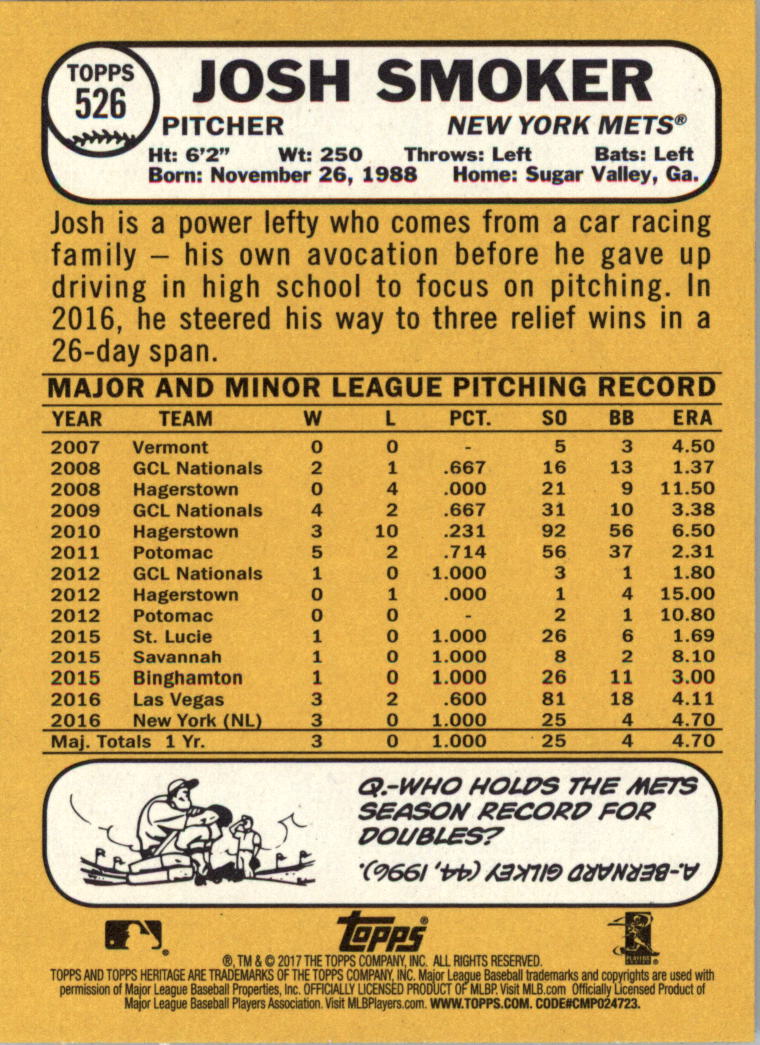 TOPPS
526
JOSH SMOKER
PITCHER NEW YORK METS®
Ht: 6'2" Wt: 250 Throws: Left Bats: Left
Born: November 26, 1988 Home: Sugar Valley, Ga.
Josh is a power lefty who comes from a car racing
family – his own avocation before he gave up
driving in high school to focus on pitching. In
2016, he steered his way to three relief wins in a
26-day span.
MAJOR AND MINOR LEAGUE PITCHING RECORD
YEAR TEAM W L PCT. SO BB ERA
2007 Vermont 0 0 - 5 3 4.50
2008 GCL Nationals 2 1 .667 16 13 1.37
2008 Hagerstown 0 4 .000 21 9 11.50
2009 GCL Nationals 4 2 .667 31 10 3.38
2010 Hagerstown 3 10 .231 92 56 6.50
2011 Potomac 5 2 .714 56 37 2.31
2012 GCL Nationals 1 0 1.000 3 1 1.80
2012 Hagerstown 0 1 .000 1 4 15.00
2012 Potomac 0 0 - 2 1 10.80
2015 St. Lucie 1 0 1.000 26 6 1.69
2015 Savannah 1 0 1.000 8 2 8.10
2015 Binghamton 1 0 1.000 26 11 3.00
2016 Las Vegas 3 2 .600 81 18 4.11
2016 New York (NL) 3 0 1.000 25 4 4.70
Maj. Totals 1 Yr. 3 0 1.000 25 4 4.70
Q.-WHO HOLDS THE METS
SEASON RECORD FOR
DOUBLES?
A.-BERNARD GILKEY (44, 1996).
Topps®
®, TM & © 2017 THE TOPPS COMPANY, INC. ALL RIGHTS RESERVED.
TOPPS AND TOPPS HERITAGE ARE TRADEMARKS OF THE TOPPS COMPANY, INC. Major League Baseball trademarks and copyrights are used with
permission of Major League Baseball Properties, Inc. OFFICIALLY LICENSED PRODUCT OF MLBP. Visit MLB.com Officially Licensed Product of
Major League Baseball Players Association. Visit MLBPlayers.com. WWW.TOPPS.COM. CODE#CMP024723.